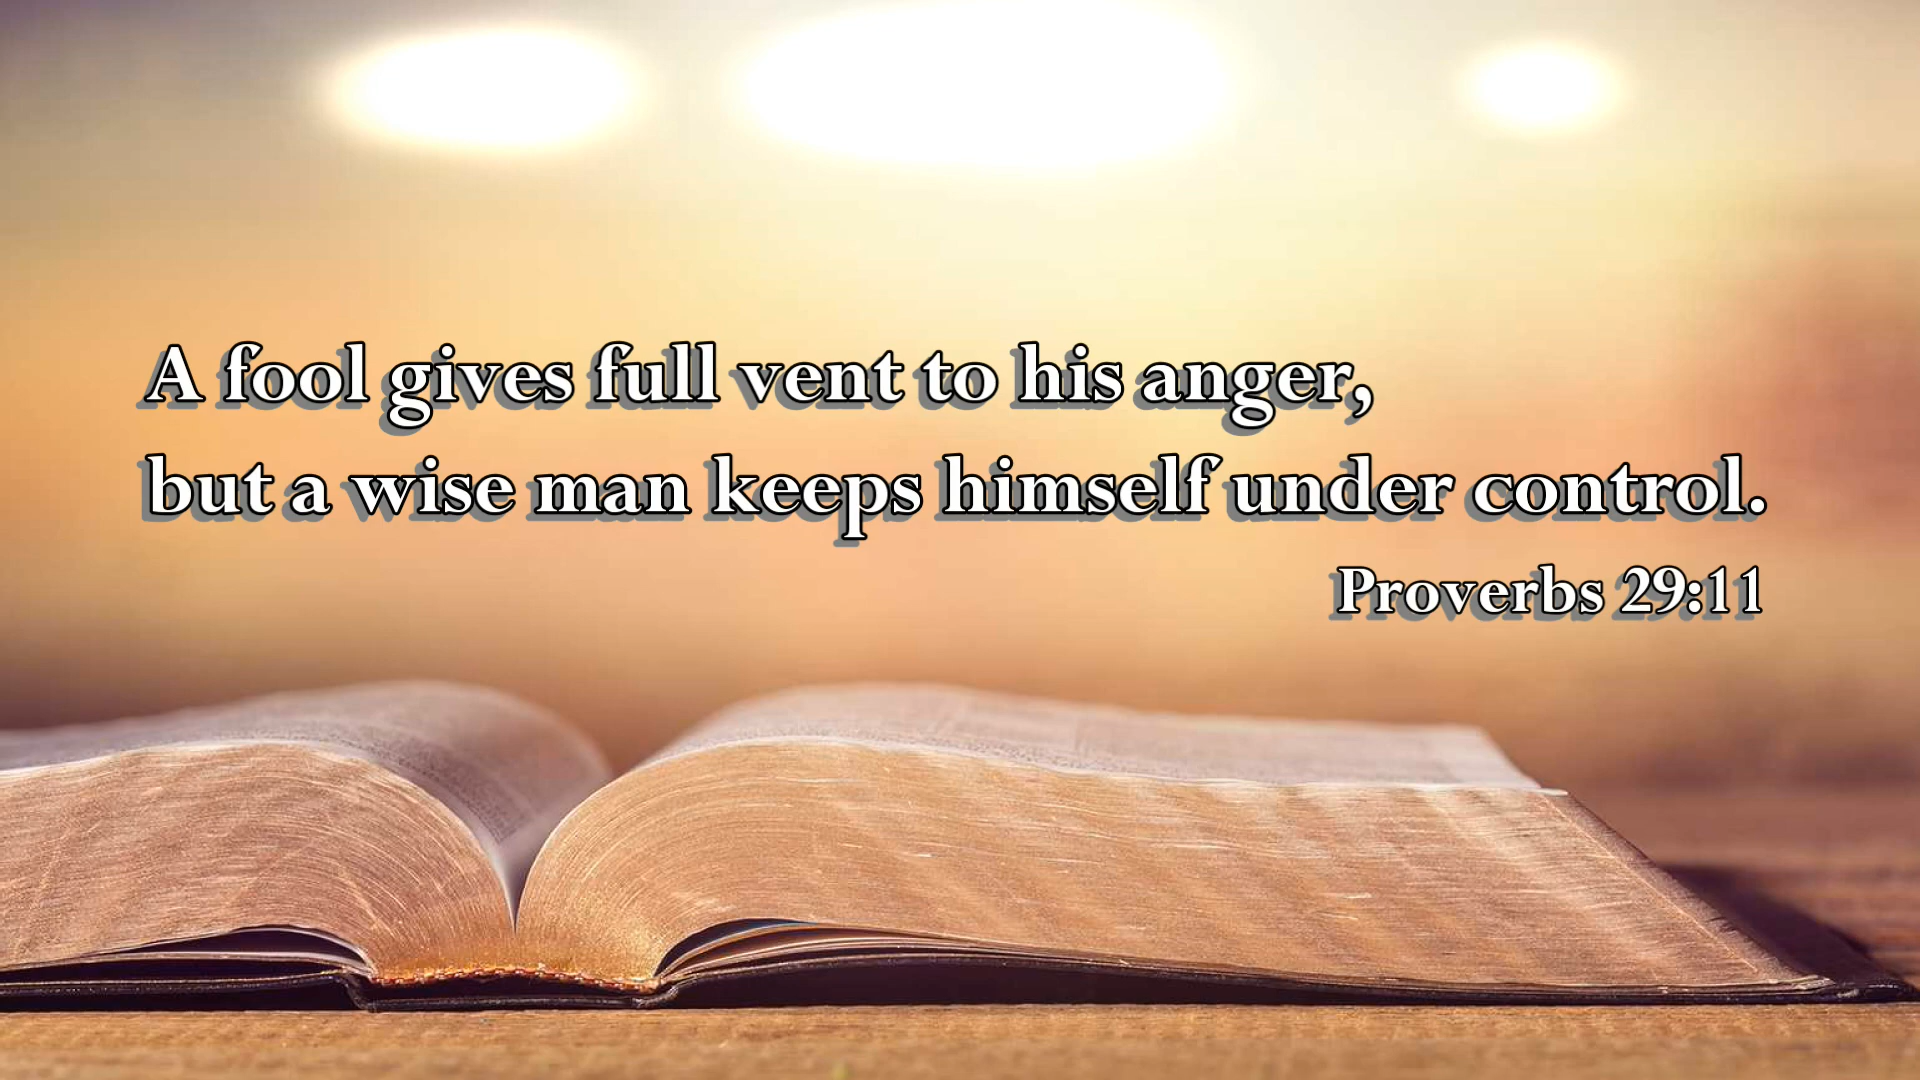 A fool gives full vent to his anger,
but a wise man keeps himself under control.
Proverbs 29:11